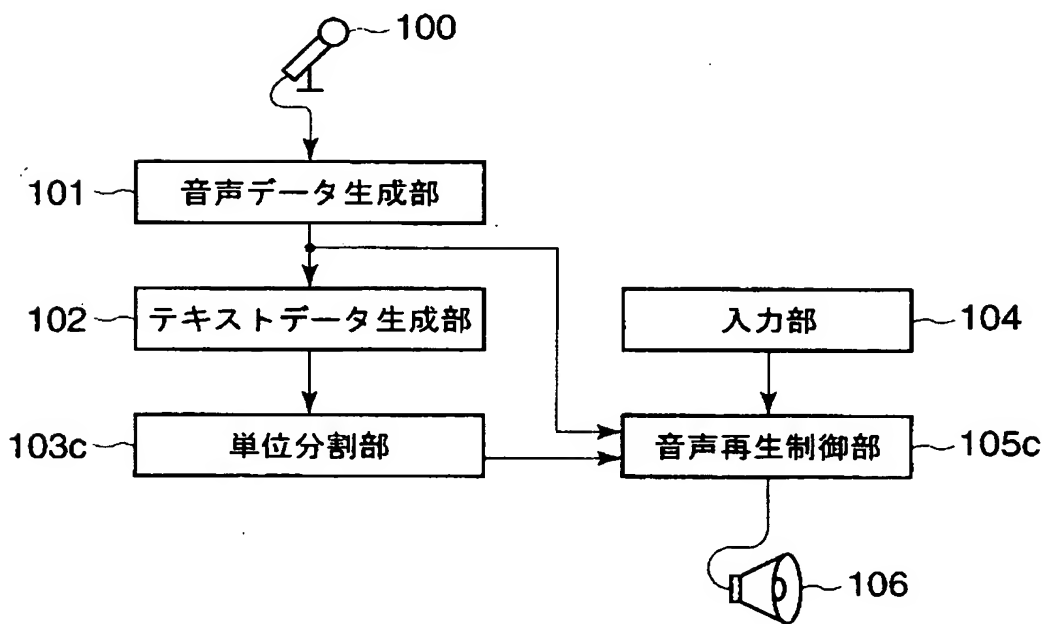 100
101 音声データ生成部
102 テキストデータ生成部
入力部 104
103c 単位分割部
音声再生制御部 105c
106